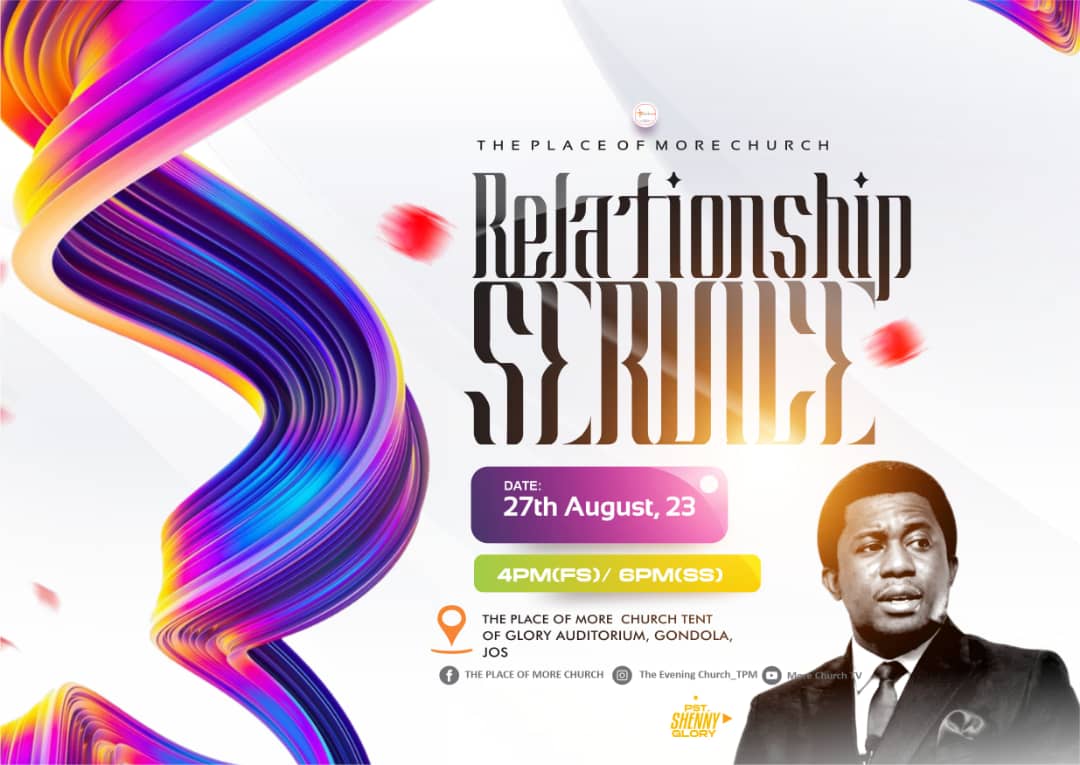 THE PLACE OF MORE CHURCH
Relationship
SERVICE
DATE:
27th August, 23
4PM(FS)/ 6PM(SS)
THE PLACE OF MORE CHURCH TENT
OF GLORY AUDITORIUM, GONDOLA,
JOS
THE PLACE OF MORE CHURCH The Evening Church_TPM More Church TV
PST.
SHENNY
GLORY